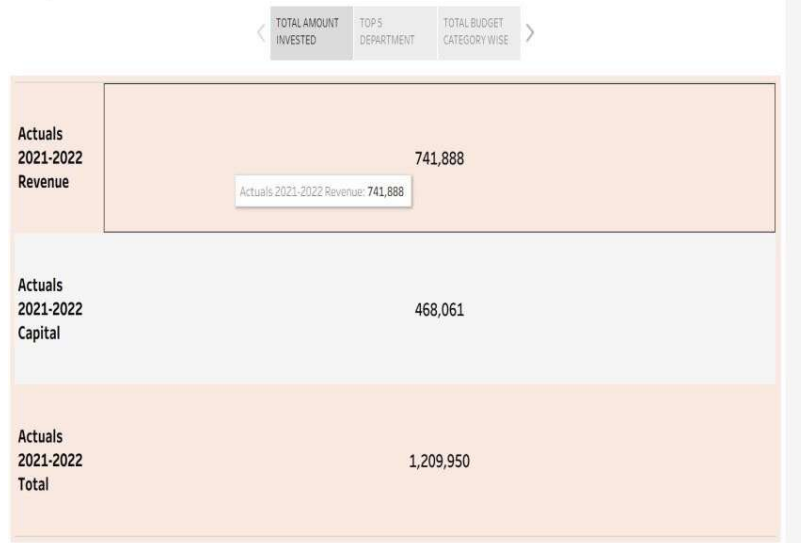 TOTAL AMOUNT INVESTED
TOP 5 DEPARTMENT
TOTAL BUDGET CATEGORY WISE
Actuals
2021-2022
Revenue
741,888
Actuals 2021-2022 Revenue: 741,888
Actuals
2021-2022
Capital
468,061
Actuals
2021-2022
Total
1,209,950